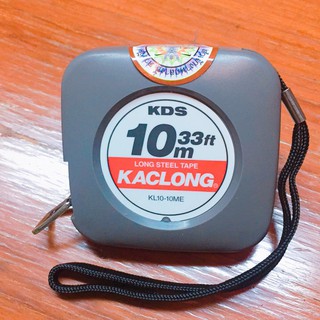 KDS
10m 33ft
LONG STEEL TAPE
KACLONG®
KL10-10ME